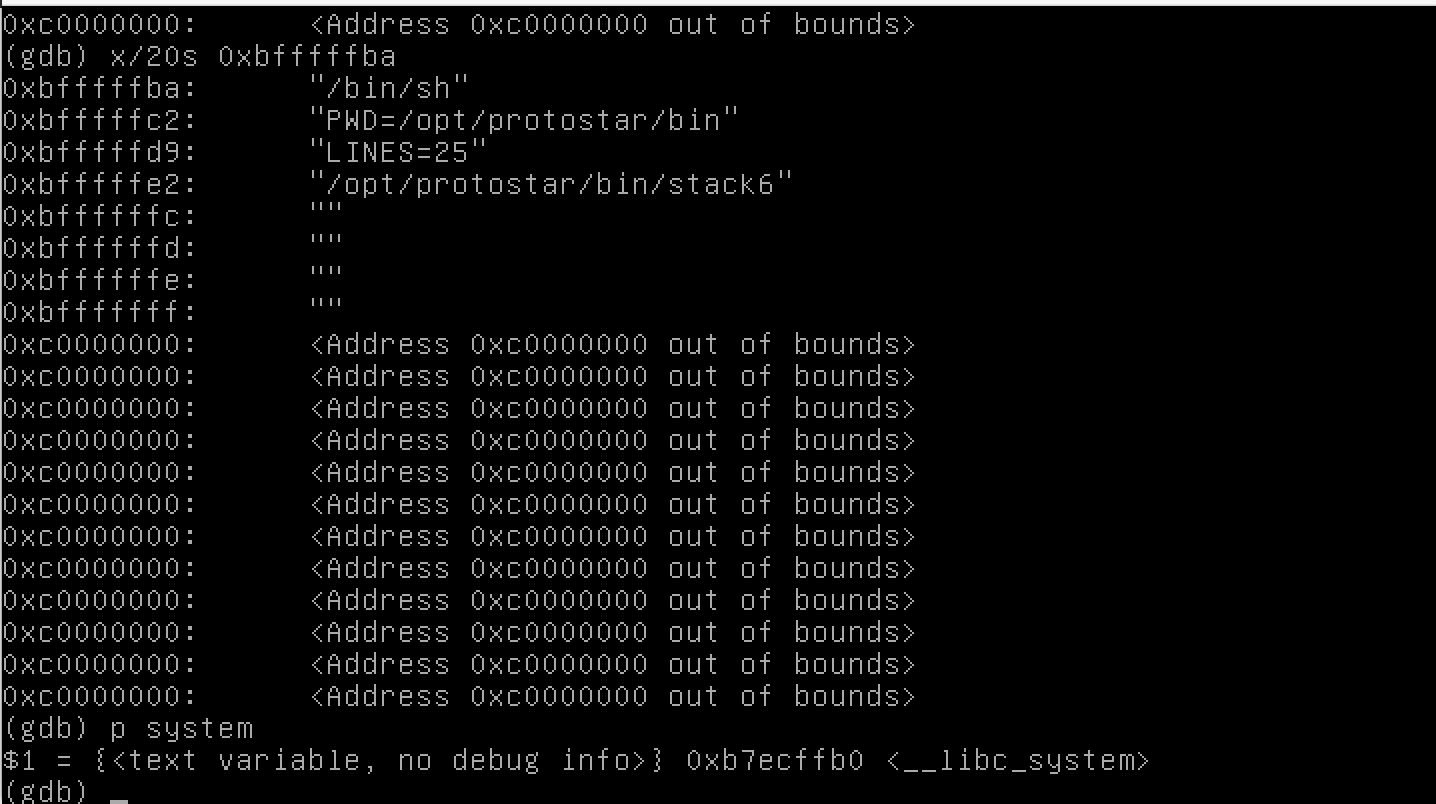 0xc0000000:      <Address 0xc0000000 out of bounds>
(gdb) x/20s 0xbfffffba
0xbfffffba:      "/bin/sh"
0xbfffffc2:      "PWD=/opt/protostar/bin"
0xbfffffd9:      "LINES=25"
0xbfffffe2:      "/opt/protostar/bin/stack6"
0xbffffffc:      ""
0xbffffffd:      ""
0xbffffffe:      ""
0xbfffffff:      ""
0xc0000000:      <Address 0xc0000000 out of bounds>
0xc0000000:      <Address 0xc0000000 out of bounds>
0xc0000000:      <Address 0xc0000000 out of bounds>
0xc0000000:      <Address 0xc0000000 out of bounds>
0xc0000000:      <Address 0xc0000000 out of bounds>
0xc0000000:      <Address 0xc0000000 out of bounds>
0xc0000000:      <Address 0xc0000000 out of bounds>
0xc0000000:      <Address 0xc0000000 out of bounds>
0xc0000000:      <Address 0xc0000000 out of bounds>
0xc0000000:      <Address 0xc0000000 out of bounds>
0xc0000000:      <Address 0xc0000000 out of bounds>
0xc0000000:      <Address 0xc0000000 out of bounds>
(gdb) p system
$1 = {<text variable, no debug info>} 0xb7ecffb0 <__libc_system>
(gdb) _